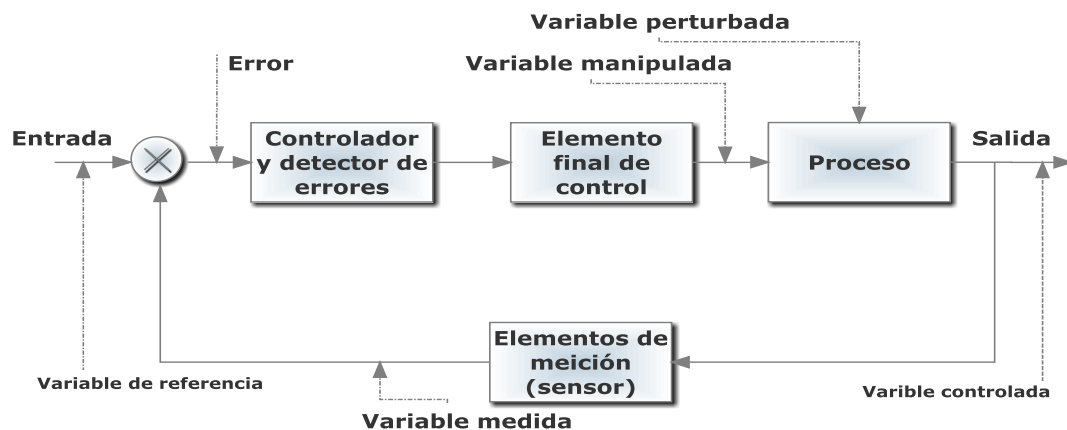 Variable perturbada
Error
Variable manipulada
Entrada
Controlador
y detector de
errores
Elemento
final de
control
Proceso
Salida
Elementos de
meición
(sensor)
Variable de referencia
Varible controlada
Variable medida